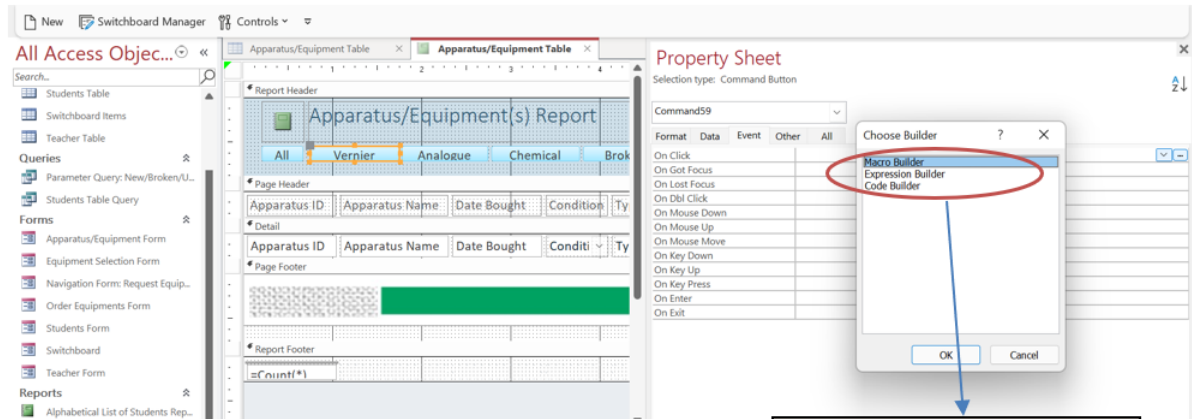 New Switchboard Manager Controls
All Access Objec...
Search...
Students Table
Switchboard Items
Teacher Table
Queries
Parameter Query: New/Broken/U...
Students Table Query
Forms
Apparatus/Equipment Form
Equipment Selection Form
Navigation Form: Request Equip...
Order Equipments Form
Students Form
Switchboard
Teacher Form
Reports
Alphabetical List of Students Rep...
Apparatus/Equipment Table Apparatus/Equipment Table
1 2 3 4
Report Header
Apparatus/Equipment(s) Report
All Vernier Analogue Chemical Brok
Page Header
Apparatus ID Apparatus Name Date Bought Condition Ty
Detail
Apparatus ID Apparatus Name Date Bought Conditi Ty
Page Footer
Report Footer
=Count(*)
Property Sheet
Selection type: Command Button
Command59
Format Data Event Other All
On Click
On Got Focus
On Lost Focus
On Dbl Click
On Mouse Down
On Mouse Up
On Mouse Move
On Key Down
On Key Up
On Key Press
On Enter
On Exit
Choose Builder
Macro Builder
Expression Builder
Code Builder
OK Cancel